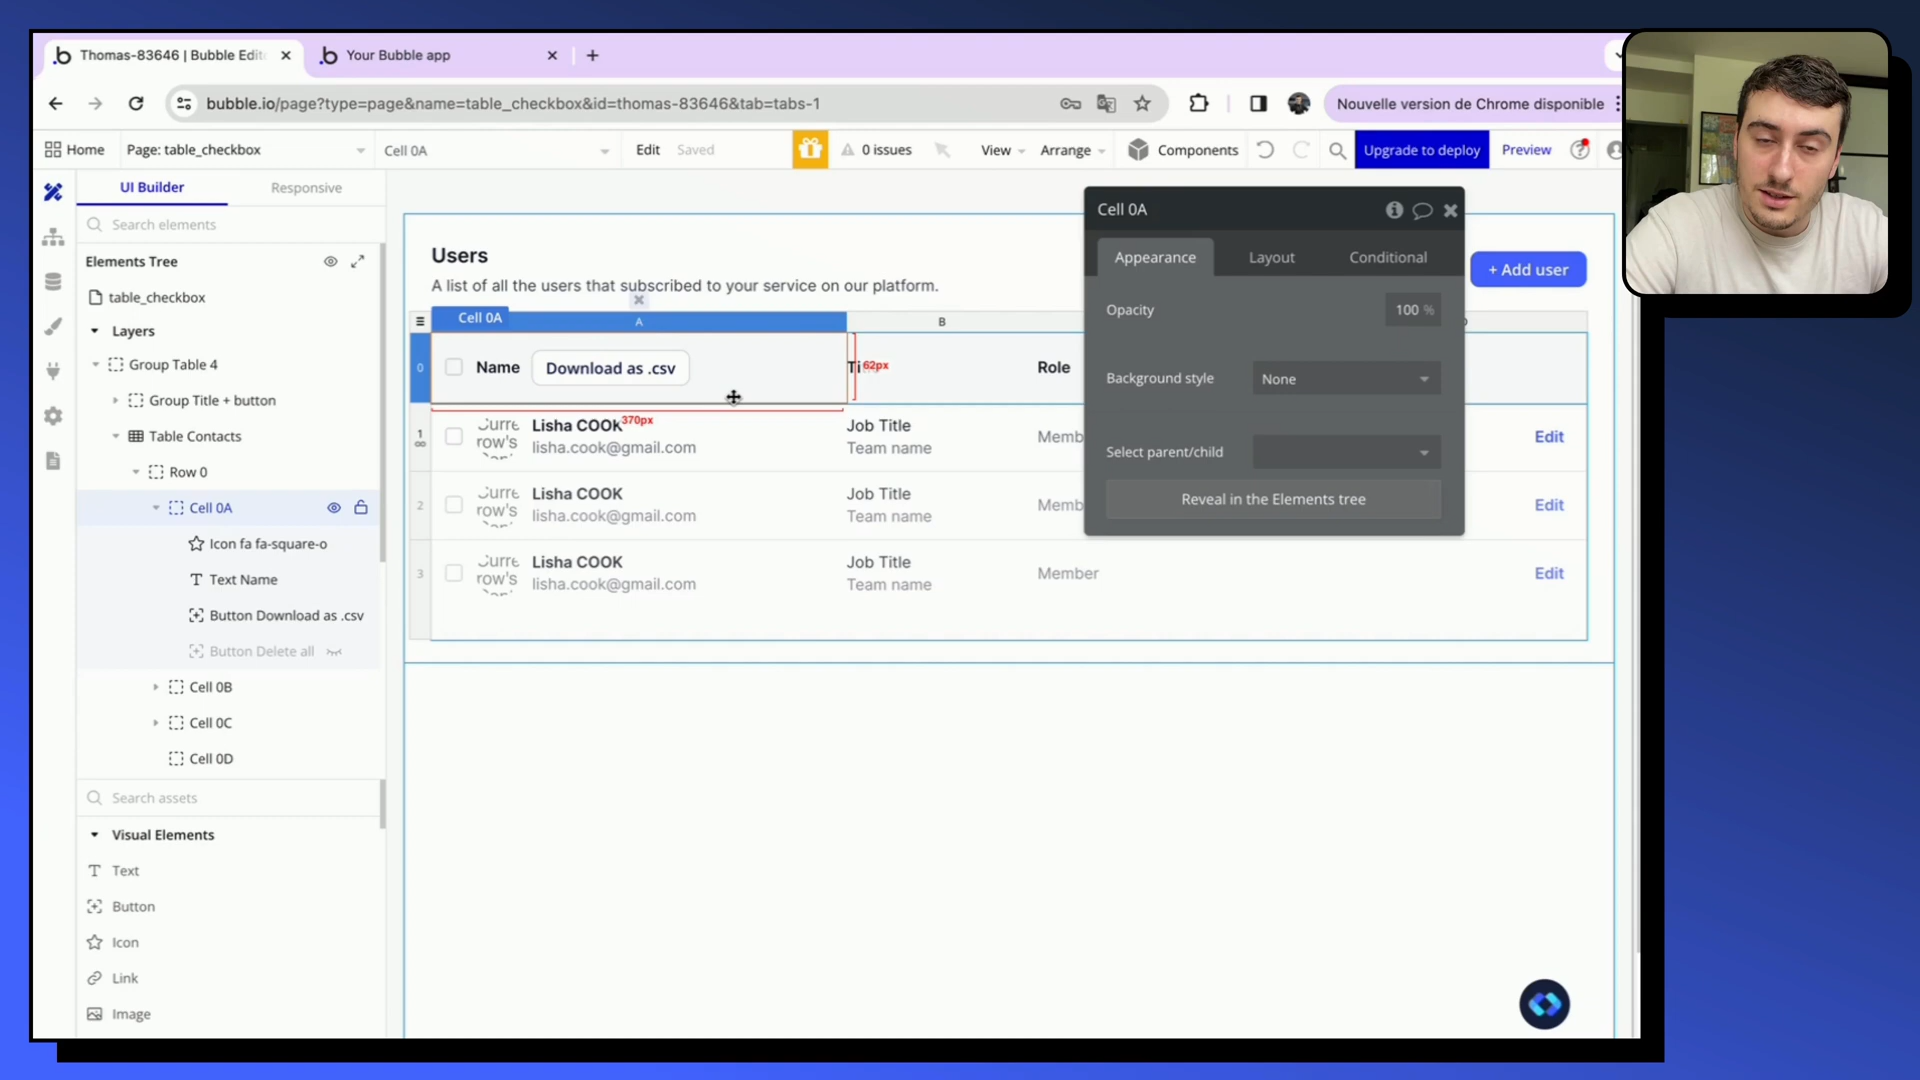 Thomas-83646 | Bubble Edit
Your Bubble app
bubble.io/page?type=page&name=table_checkbox&id=thomas-83646&tab=tabs-1
Nouvelle version de Chrome disponible
Home
Page: table_checkbox
Cell 0A
Edit
Saved
0 issues
View
Arrange
Components
Upgrade to deploy
Preview
UI Builder
Responsive
Search elements
Elements Tree
table_checkbox
Layers
Group Table 4
Group Title + button
Table Contacts
Row 0
Cell 0A
Icon fa fa-square-o
Text Name
Button Download as .csv
Button Delete all
Cell 0B
Cell 0C
Cell 0D
Search assets
Visual Elements
Text
Button
Icon
Link
Image
Users
A list of all the users that subscribed to your service on our platform.
+ Add user
Cell 0A
A
B
0
Name
Download as .csv
62px
Role
370px
1
Lisha COOK
lisha.cook@gmail.com
Job Title
Team name
Memb
Edit
2
Lisha COOK
lisha.cook@gmail.com
Job Title
Team name
Memb
Edit
3
Lisha COOK
lisha.cook@gmail.com
Job Title
Team name
Member
Edit
Cell 0A
Appearance
Layout
Conditional
Opacity
100 %
Background style
None
Select parent/child
Reveal in the Elements tree